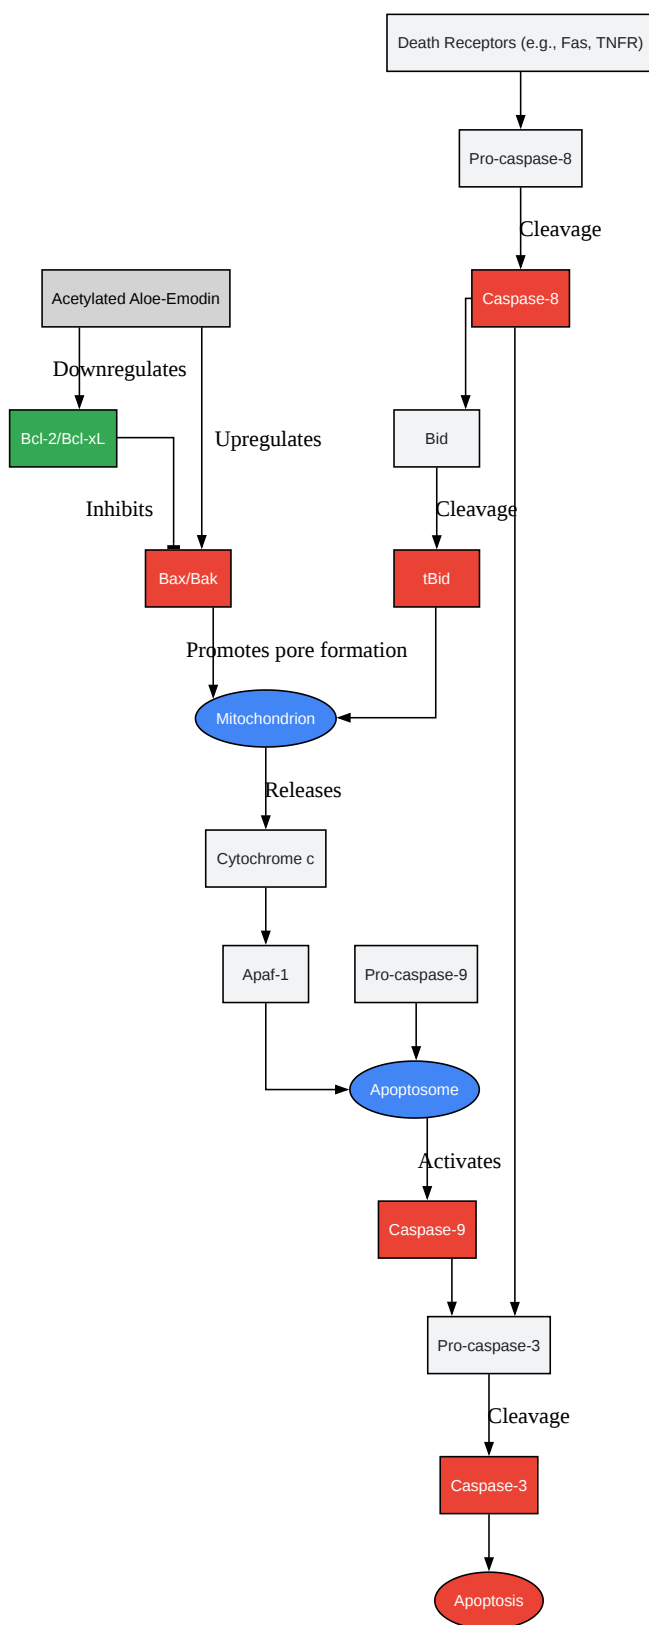 Death Receptors (e.g., Fas, TNFR)
Pro-caspase-8
Cleavage
Acetylated Aloe-Emodin
Caspase-8
Downregulates
Bcl-2/Bcl-xL
Upregulates
Bid
Inhibits
Cleavage
Bax/Bak
tBid
Promotes pore formation
Mitochondrion
Releases
Cytochrome c
Apaf-1
Pro-caspase-9
Apoptosome
Activates
Caspase-9
Pro-caspase-3
Cleavage
Caspase-3
Apoptosis